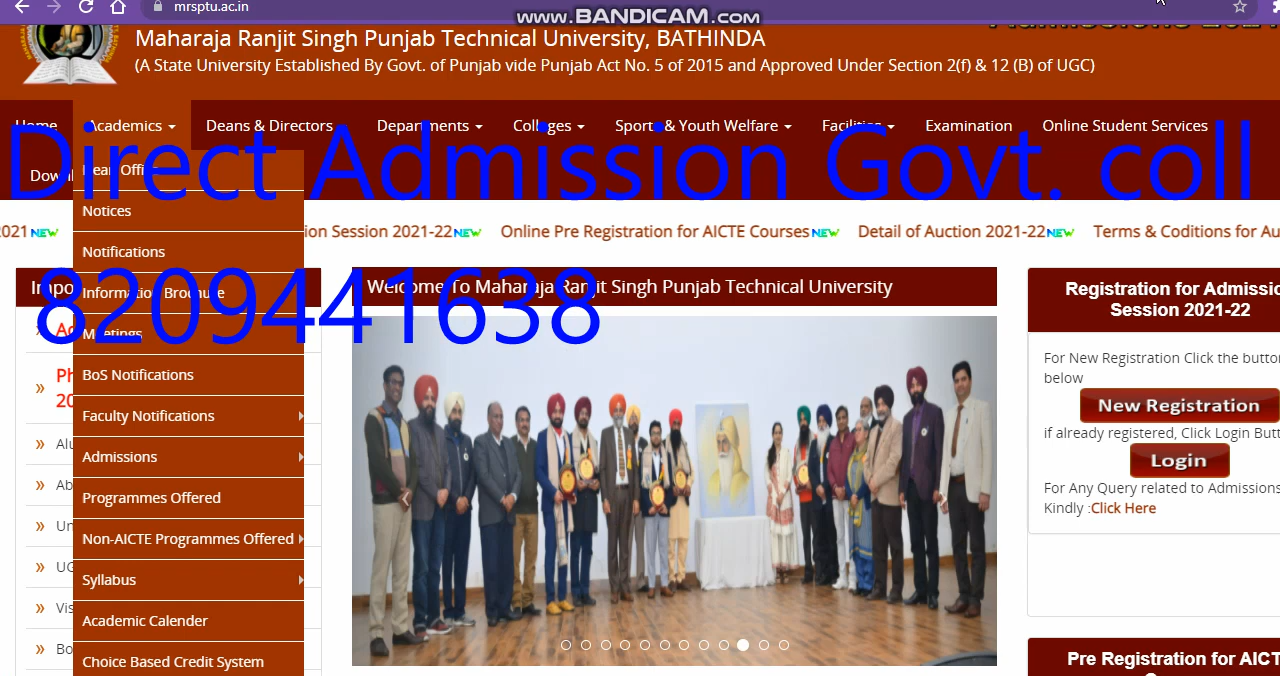 mrsptu.ac.in
www.BANDICAM.com
Maharaja Ranjit Singh Punjab Technical University, BATHINDA
(A State University Established By Govt. of Punjab vide Punjab Act No. 5 of 2015 and Approved Under Section 2(f) & 12 (B) of UGC)
Home Academics Deans & Directors Departments Colleges Sports & Youth Welfare Facilities Examination Online Student Services
Direct Admission Govt. coll
Notices
2021 NEW ion Session 2021-22 NEW Online Pre Registration for AICTE Courses NEW Detail of Auction 2021-22 NEW Terms & Coditions for Au
Notifications
8209441638
Information Brochure
Meetings
BoS Notifications
Faculty Notifications
Admissions
Programmes Offered
Non-AICTE Programmes Offered
Syllabus
Academic Calender
Choice Based Credit System
Welcome To Maharaja Ranjit Singh Punjab Technical University
Registration for Admissio
Session 2021-22
For New Registration Click the butto
below
New Registration
if already registered, Click Login Butt
Login
For Any Query related to Admissions
Kindly :Click Here
Pre Registration for AICT